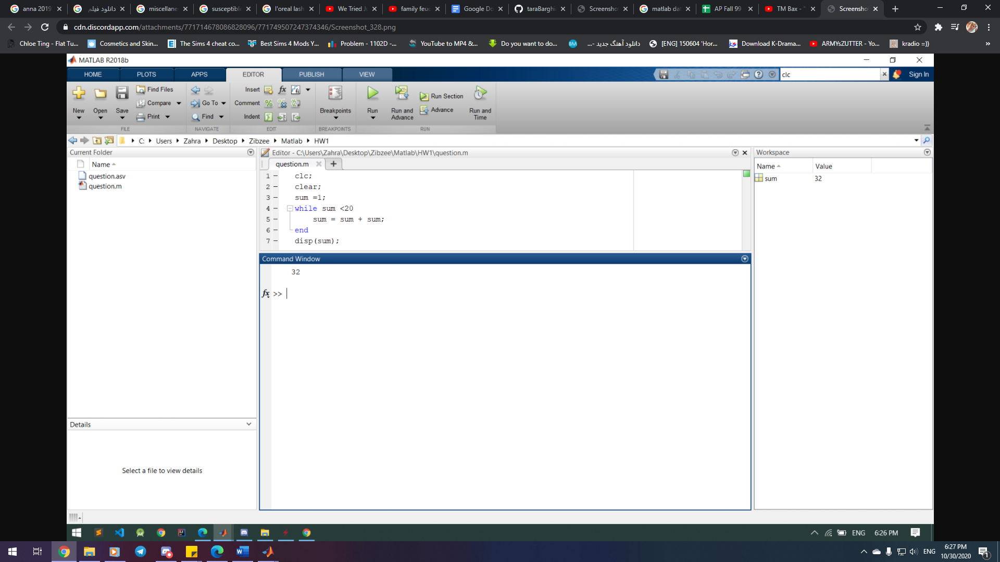 anna 2019
دانلود فیلم
miscellane
susceptible
l'oreal lash
We Tried J
family feud
Google Do
taraBarghi
Screensho
matlab dat
AP Fall 99
TM Bax - "
Screensho
cdn.discordapp.com/attachments/771714678086828096/771749507247374346/Screenshot_328.png
Chloe Ting - Flat Tu...
Cosmetics and Skin...
The Sims 4 cheat co...
Best Sims 4 Mods Y...
Problem - 1102D -...
YouTube to MP4 &...
Do you want to do...
دانلود آهنگ جدید -...
[ENG] 150604 'Hor...
Download K-Drama...
ARMYsZUTTER - Yo...
kradio =))
»
MATLAB R2018b
HOME PLOTS APPS EDITOR PUBLISH VIEW
clc
Sign In
New
Open
Save
Find Files
Compare
Print
FILE
Go To
Find
NAVIGATE
Insert
Comment
Indent
EDIT
Breakpoints
BREAKPOINTS
Run
Run and Advance
Run Section
Advance
Run and Time
RUN
C: Users Zahra Desktop Zibzee Matlab HW1
Current Folder
Name
question.asv
question.m
Details
Select a file to view details
Editor - C:\Users\Zahra\Desktop\Zibzee\Matlab\HW1\question.m
question.m
1 clc;
2 clear;
3 sum =1;
4 while sum <20
5 sum = sum + sum;
6 end
7 disp(sum);
Command Window
32
fx >>
Workspace
Name Value
sum 32
ENG 6:26 PM
ENG
6:27 PM
10/30/2020
1